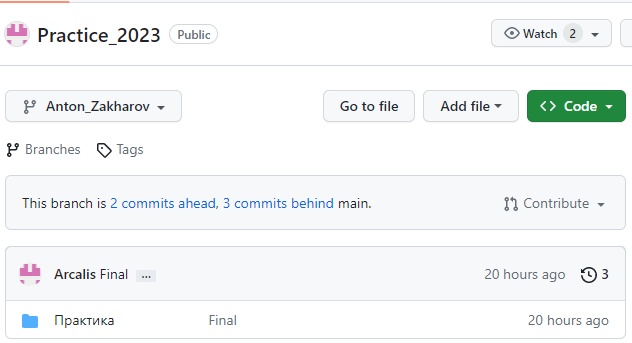 Practice_2023 Public Watch 2
Anton_Zakharov Go to file Add file Code
Branches Tags
This branch is 2 commits ahead, 3 commits behind main. Contribute
Arcalis Final ... 20 hours ago 3
Практика Final 20 hours ago